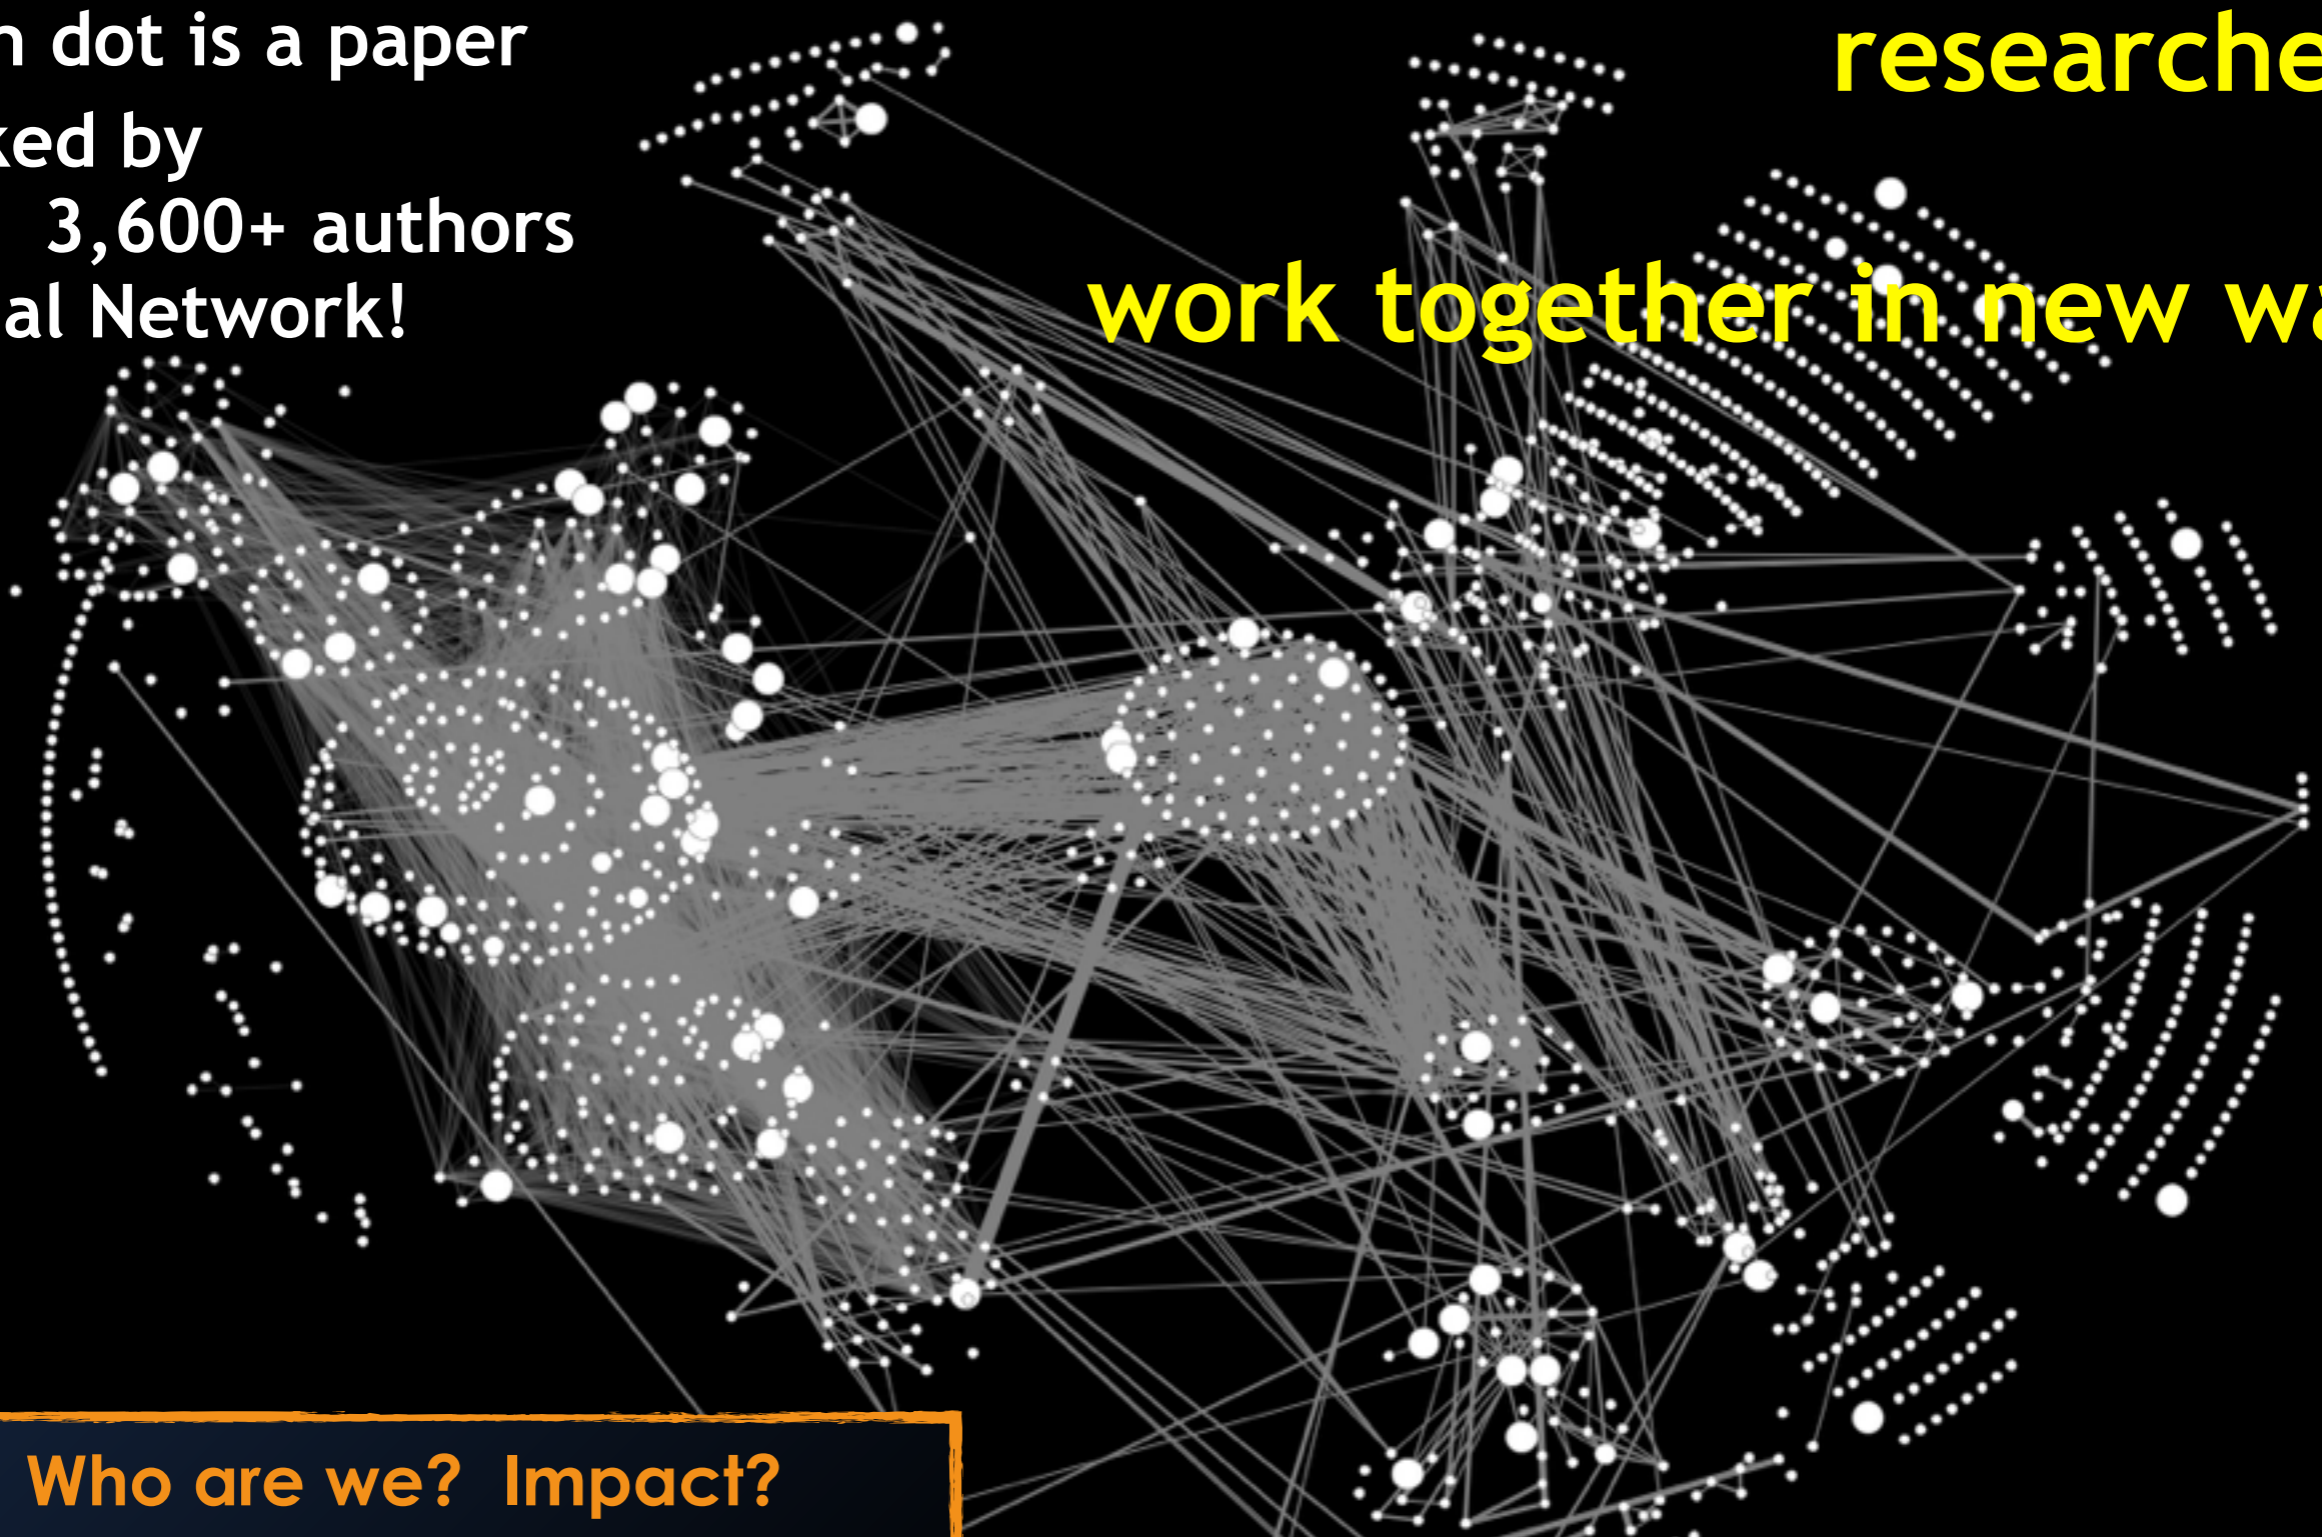 n dot is a paper
ked by
3,600+ authors
al Network!
researche
work together in new wa
Who are we? Impact?